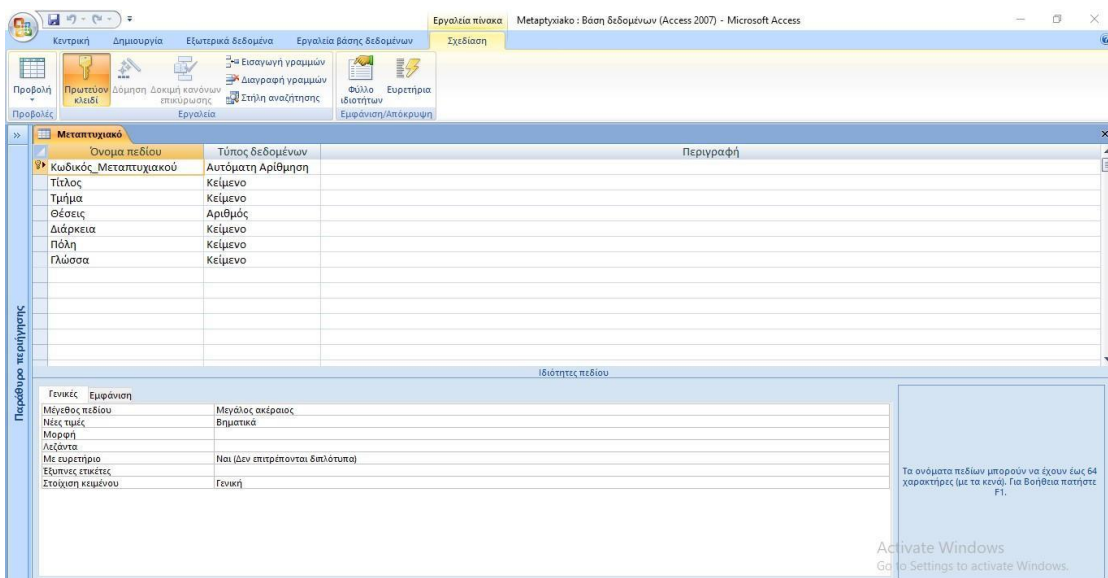 Εργαλεία πίνακα Metaptyxiako : Βάση δεδομένων (Access 2007) - Microsoft Access
Κεντρική Δημιουργία Εξωτερικά δεδομένα Εργαλεία βάσης δεδομένων Σχεδίαση
Προβολή
Πρωτεύον κλειδί
Δόμηση
Δοκιμή κανόνων επικύρωσης
Εισαγωγή γραμμών
Διαγραφή γραμμών
Στήλη αναζήτησης
Φύλλο ιδιοτήτων
Ευρετήρια
Προβολές Εργαλεία Εμφάνιση/Απόκρυψη
Μεταπτυχιακό
Όνομα πεδίου Τύπος δεδομένων Περιγραφή
Κωδικός_Μεταπτυχιακού Αυτόματη Αρίθμηση
Τίτλος Κείμενο
Τμήμα Κείμενο
Θέσεις Αριθμός
Διάρκεια Κείμενο
Πόλη Κείμενο
Γλώσσα Κείμενο
Παράθυρο περιήγησης
Ιδιότητες πεδίου
Γενικές Εμφάνιση
Μέγεθος πεδίου Μεγάλος ακέραιος
Νέες τιμές Βηματικά
Μορφή
Λεζάντα
Με ευρετήριο Ναι (Δεν επιτρέπονται διπλότυπα)
Έξυπνες ετικέτες
Στοίχιση κειμένου Γενική
Τα ονόματα πεδίων μπορούν να έχουν έως 64
χαρακτήρες (με τα κενά). Για Βοήθεια πατήστε
F1.
Activate Windows
Go to Settings to activate Windows.